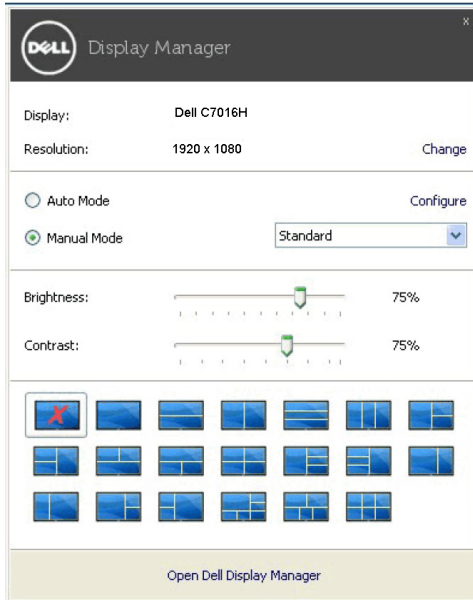 x
DELL Display Manager
Display: Dell C7016H
Resolution: 1920 x 1080 Change
Auto Mode Configure
Manual Mode Standard
Brightness: 75%
Contrast: 75%
Open Dell Display Manager